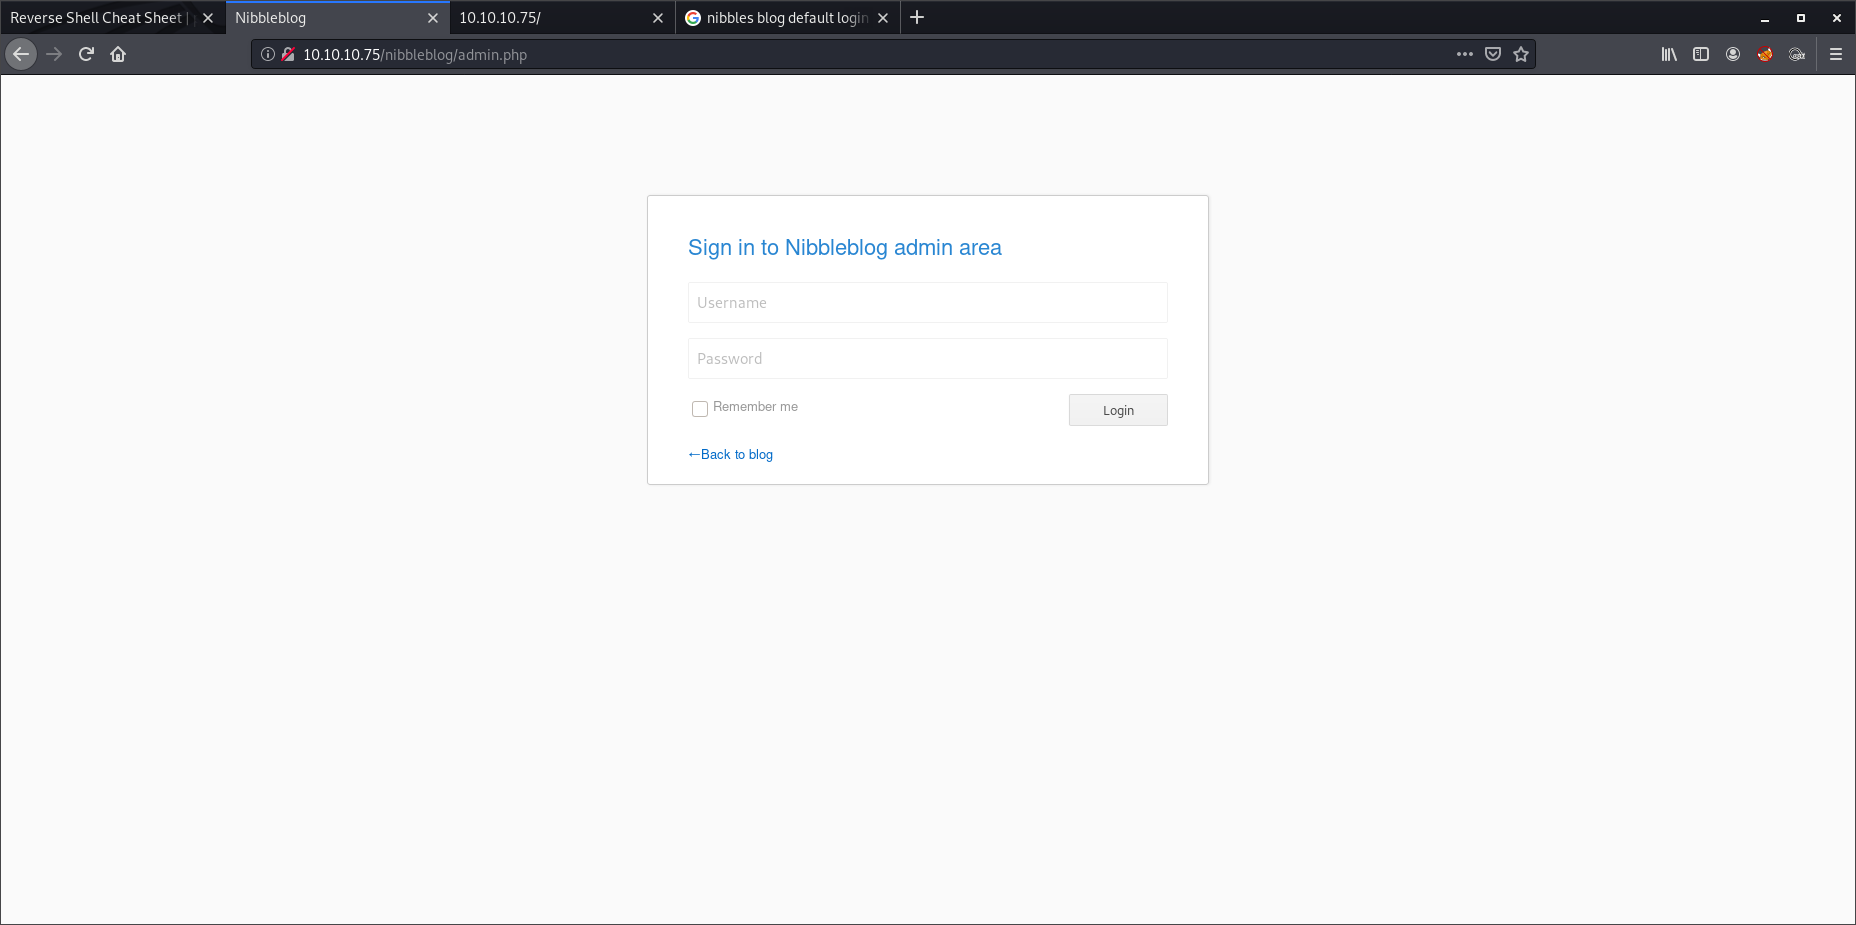 Reverse Shell Cheat Sheet |
Nibbleblog
10.10.10.75/
nibbles blog default login
10.10.10.75/nibbleblog/admin.php
Sign in to Nibbleblog admin area
Username
Password
Remember me
Login
←Back to blog